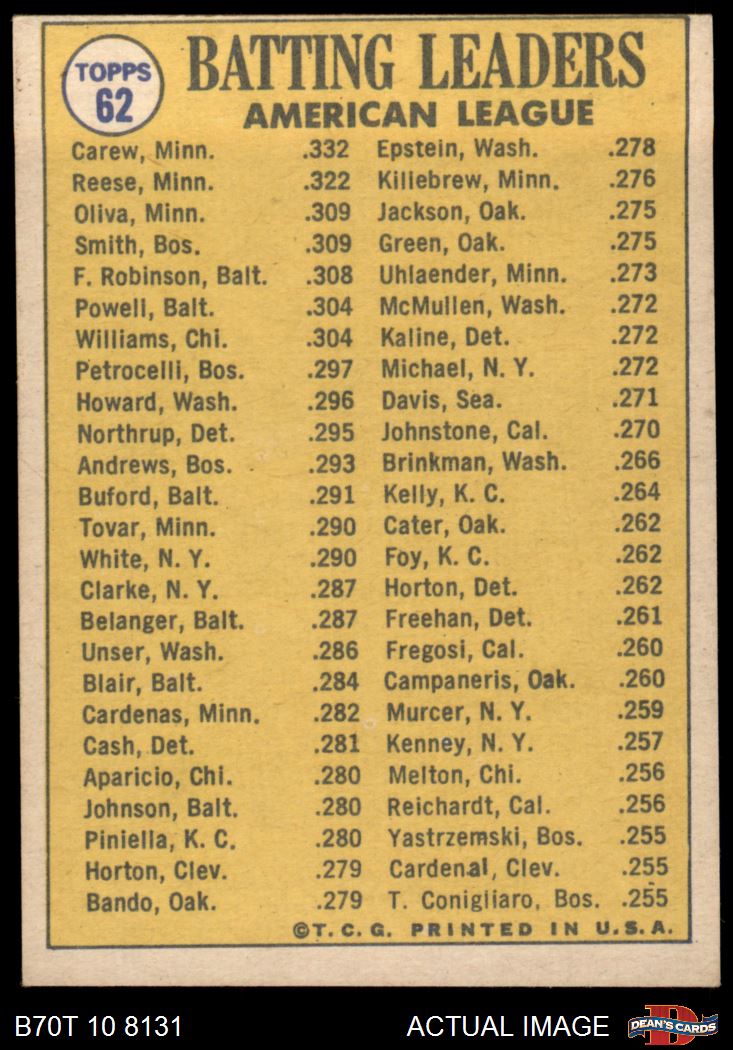 TOPPS
62
BATTING LEADERS
AMERICAN LEAGUE
Carew, Minn. .332 Epstein, Wash. .278
Reese, Minn. .322 Killebrew, Minn. .276
Oliva, Minn. .309 Jackson, Oak. .275
Smith, Bos. .309 Green, Oak. .275
F. Robinson, Balt. .308 Uhlaender, Minn. .273
Powell, Balt. .304 McMullen, Wash. .272
Williams, Chi. .304 Kaline, Det. .272
Petrocelli, Bos. .297 Michael, N. Y. .272
Howard, Wash. .296 Davis, Sea. .271
Northrup, Det. .295 Johnstone, Cal. .270
Andrews, Bos. .293 Brinkman, Wash. .266
Buford, Balt. .291 Kelly, K. C. .264
Tovar, Minn. .290 Cater, Oak. .262
White, N. Y. .290 Foy, K. C. .262
Clarke, N. Y. .287 Horton, Det. .262
Belanger, Balt. .287 Freehan, Det. .261
Unser, Wash. .286 Fregosi, Cal. .260
Blair, Balt. .284 Campaneris, Oak. .260
Cardenas, Minn. .282 Murcer, N. Y. .259
Cash, Det. .281 Kenney, N. Y. .257
Aparicio, Chi. .280 Melton, Chi. .256
Johnson, Balt. .280 Reichardt, Cal. .256
Piniella, K. C. .280 Yastrzemski, Bos. .255
Horton, Clev. .279 Cardenal, Clev. .255
Bando, Oak. .279 T. Conigliaro, Bos. .255
©T. C. G. PRINTED IN U.S.A.
B70T 10 8131 ACTUAL IMAGE D DEAN'S CARDS